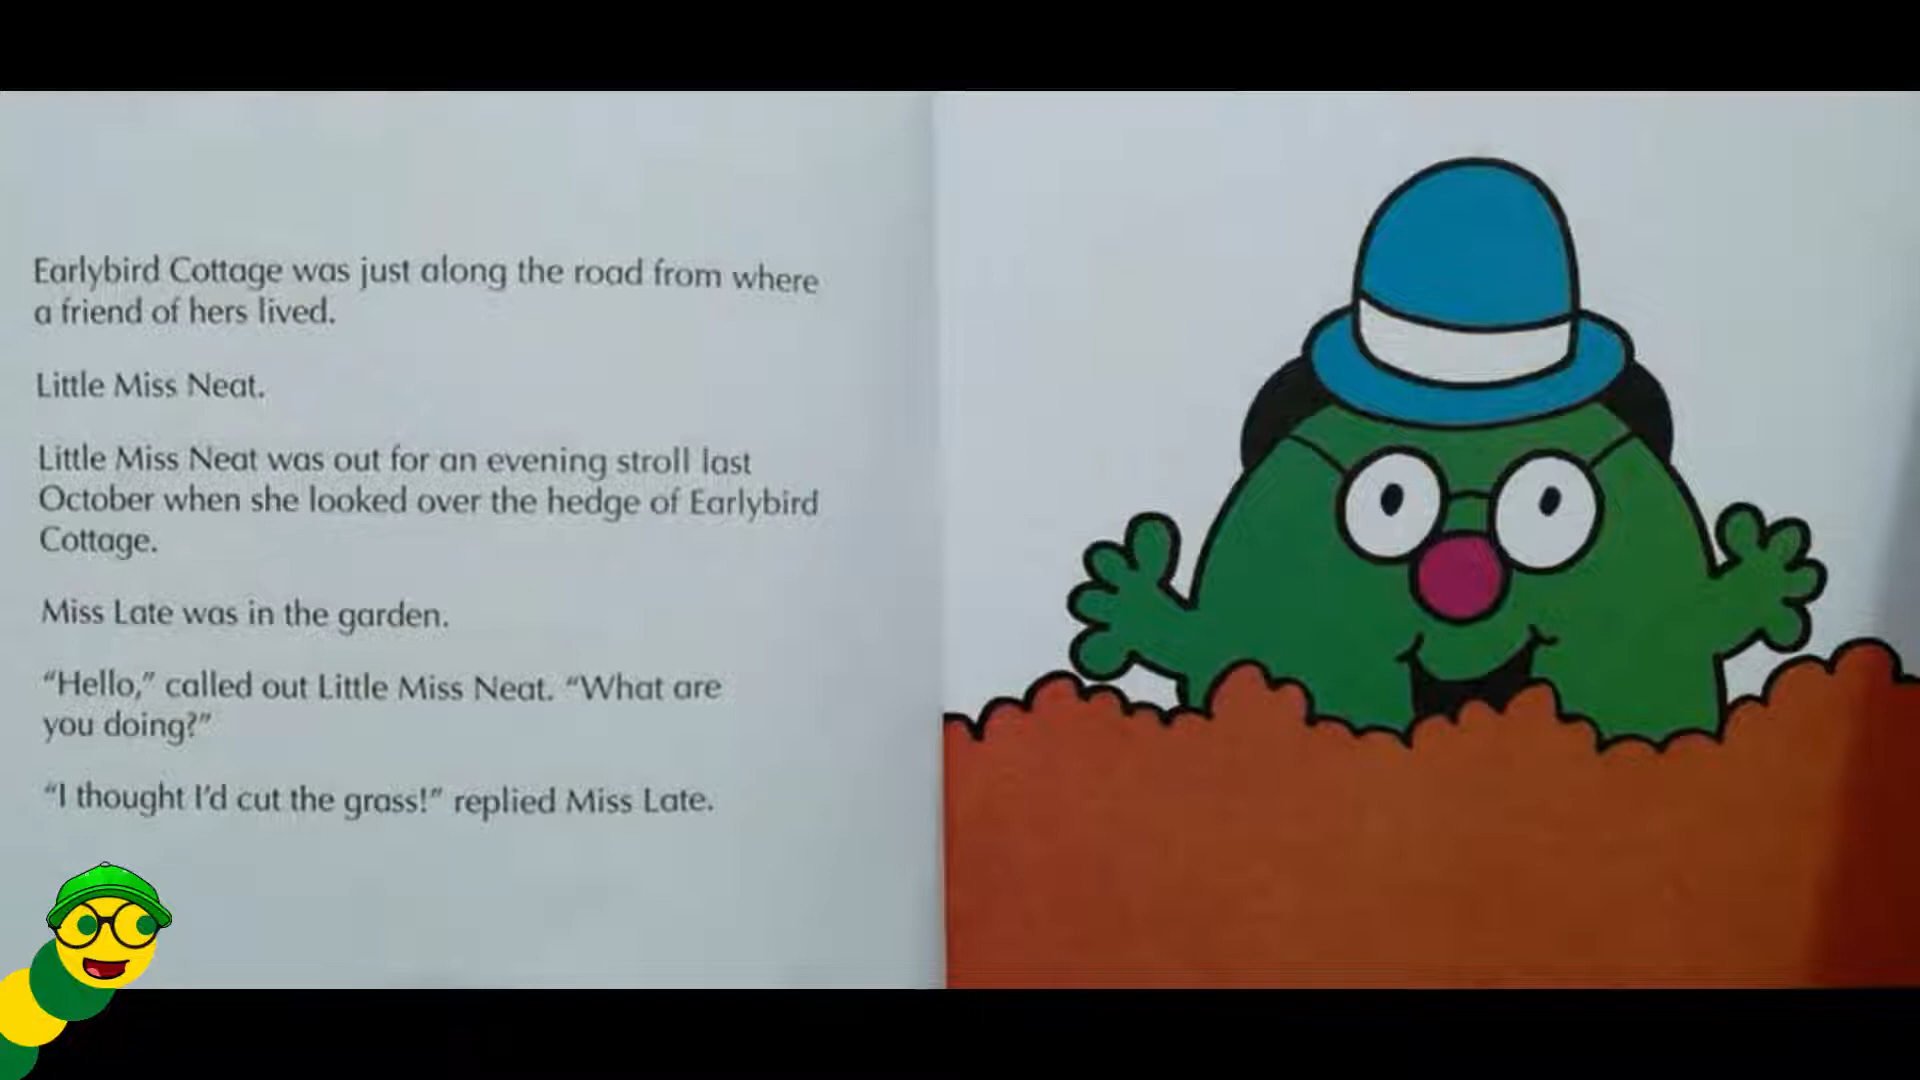 Earlybird Cottage was just along the road from where
a friend of hers lived.
Little Miss Neat.
Little Miss Neat was out for an evening stroll last
October when she looked over the hedge of Earlybird
Cottage.
Miss Late was in the garden.
“Hello,” called out Little Miss Neat. “What are
you doing?”
“I thought I’d cut the grass!” replied Miss Late.